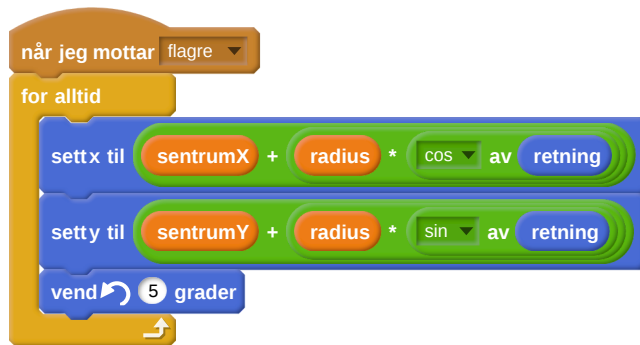 når jeg mottar flagre
for alltid
sett x til sentrumX + radius * cos av retning
sett y til sentrumY + radius * sin av retning
vend 5 grader